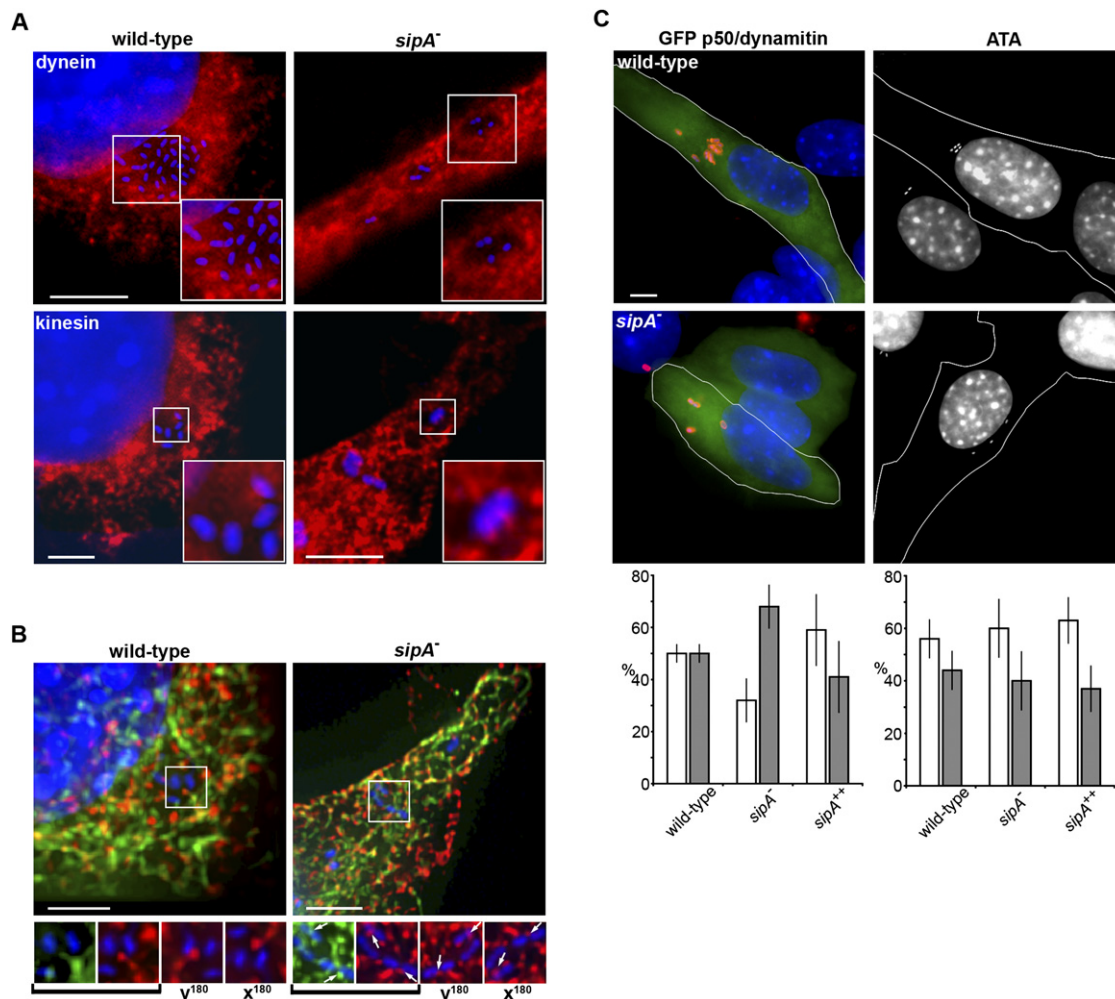 A
wild-type
sipA-
dynein
kinesin
B
wild-type
sipA-
y180
x180
y180
x180
C
GFP p50/dynamitin
ATA
wild-type
sipA-
80
60
%
40
20
0
wild-type
sipA-
sipA++
80
60
%
40
20
0
wild-type
sipA-
sipA++